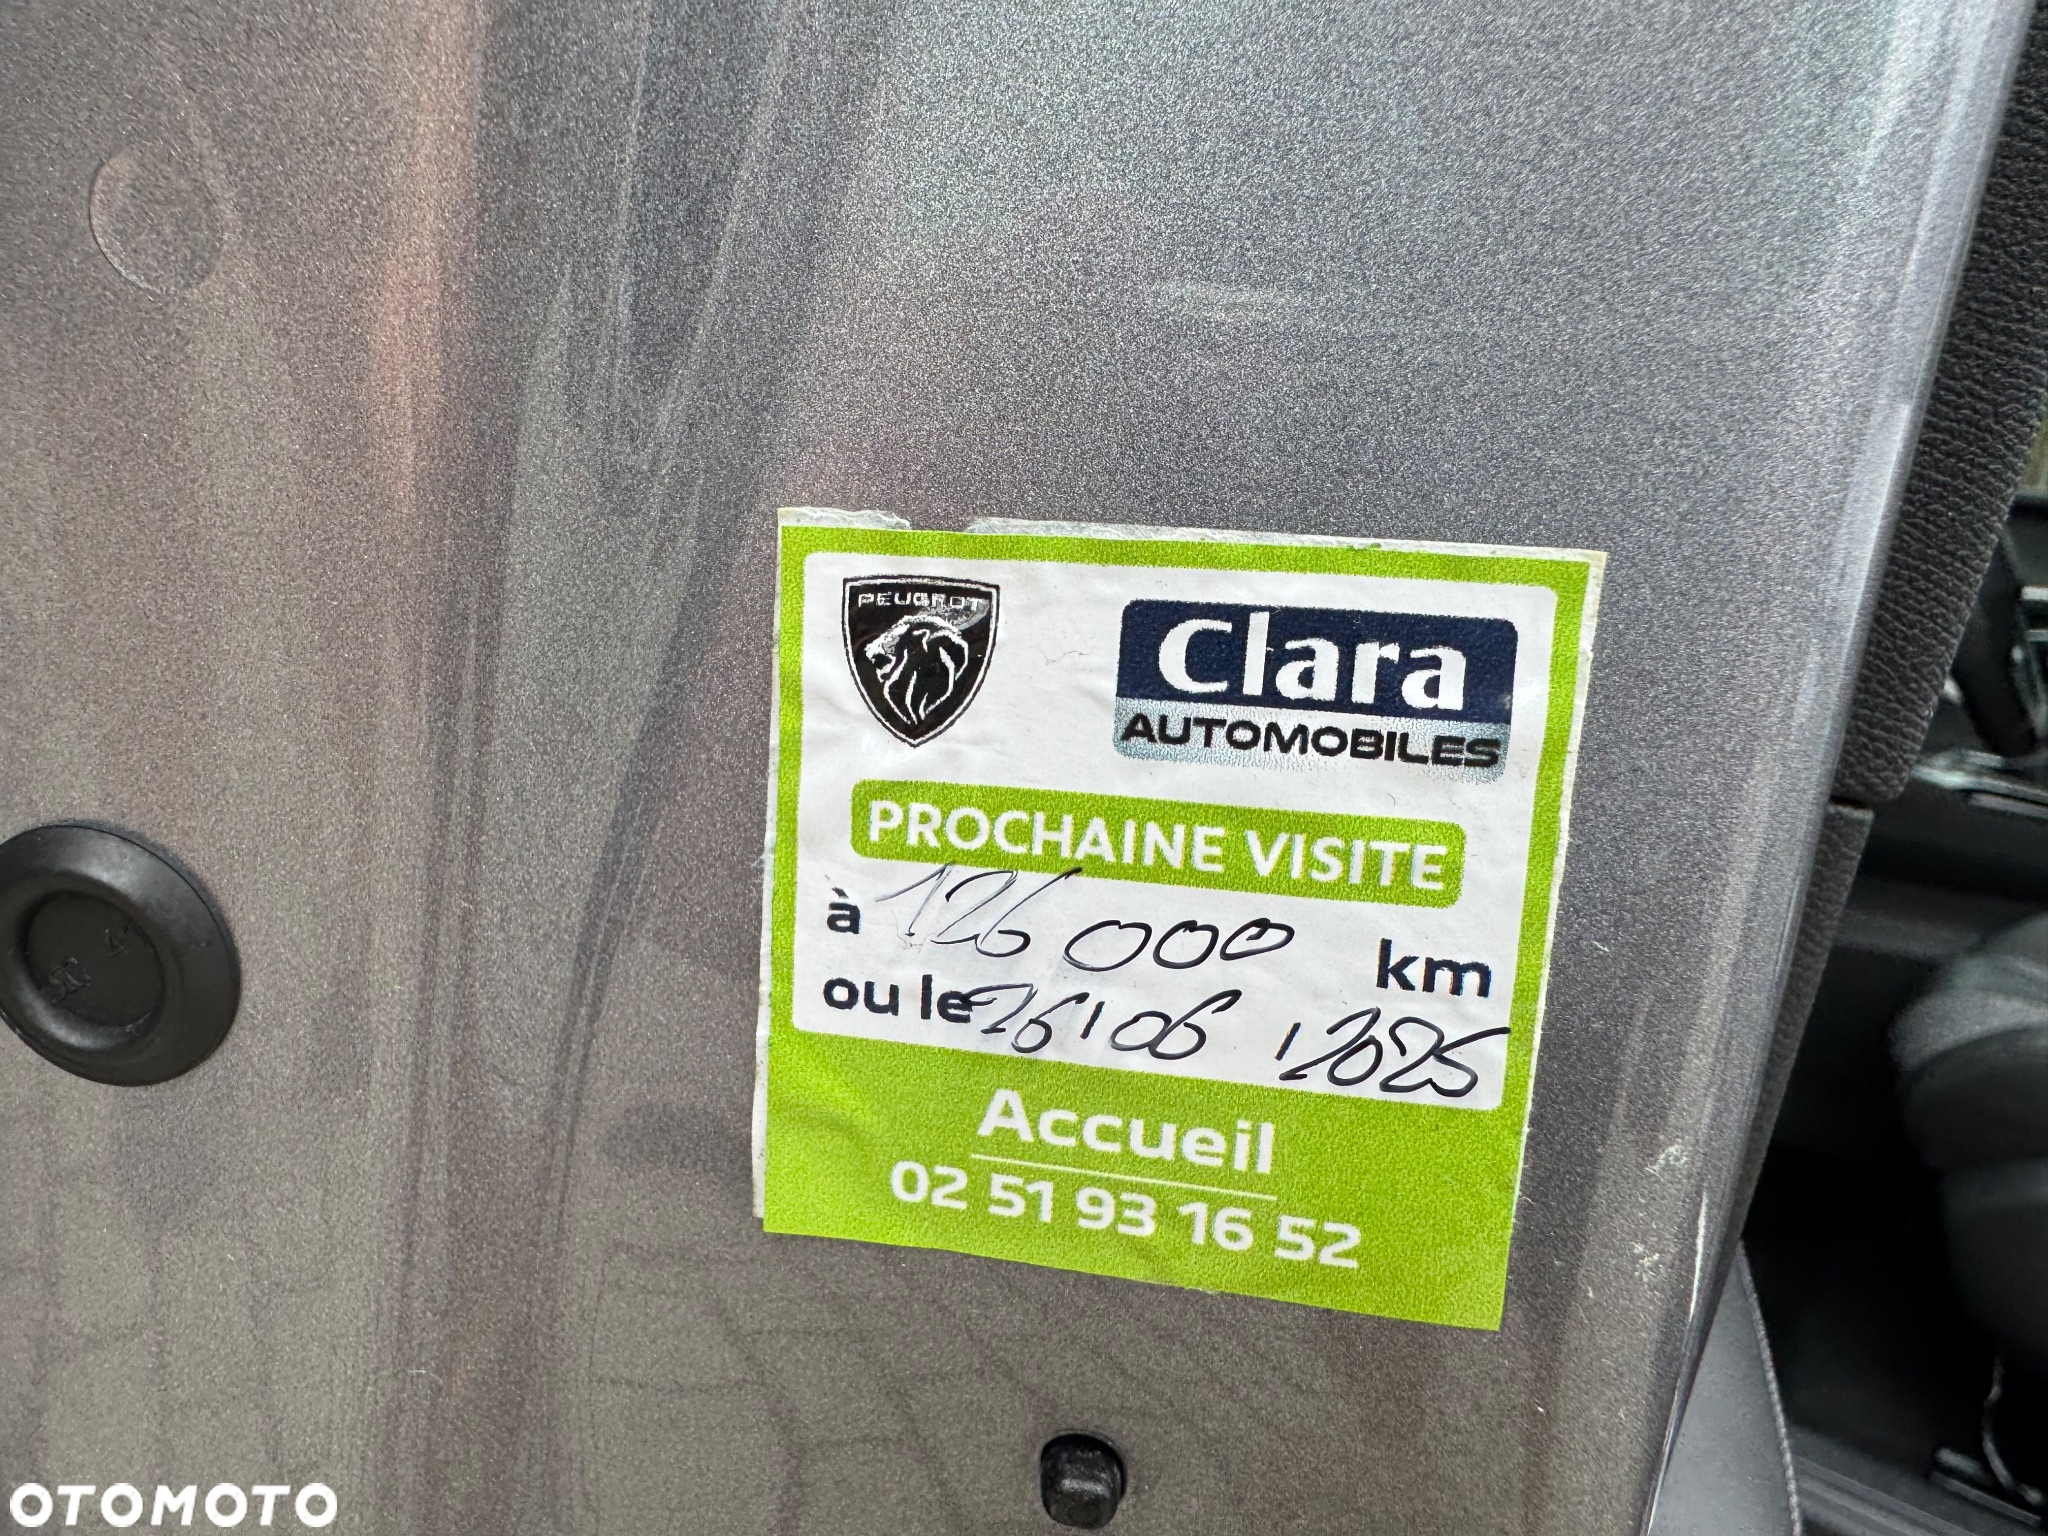 PEUGEOT
Clara
AUTOMOBILES
PROCHAINE VISITE
à 126 000 km
ou le 26/06/2025
Accueil
02 51 93 16 52
OTOMOTO